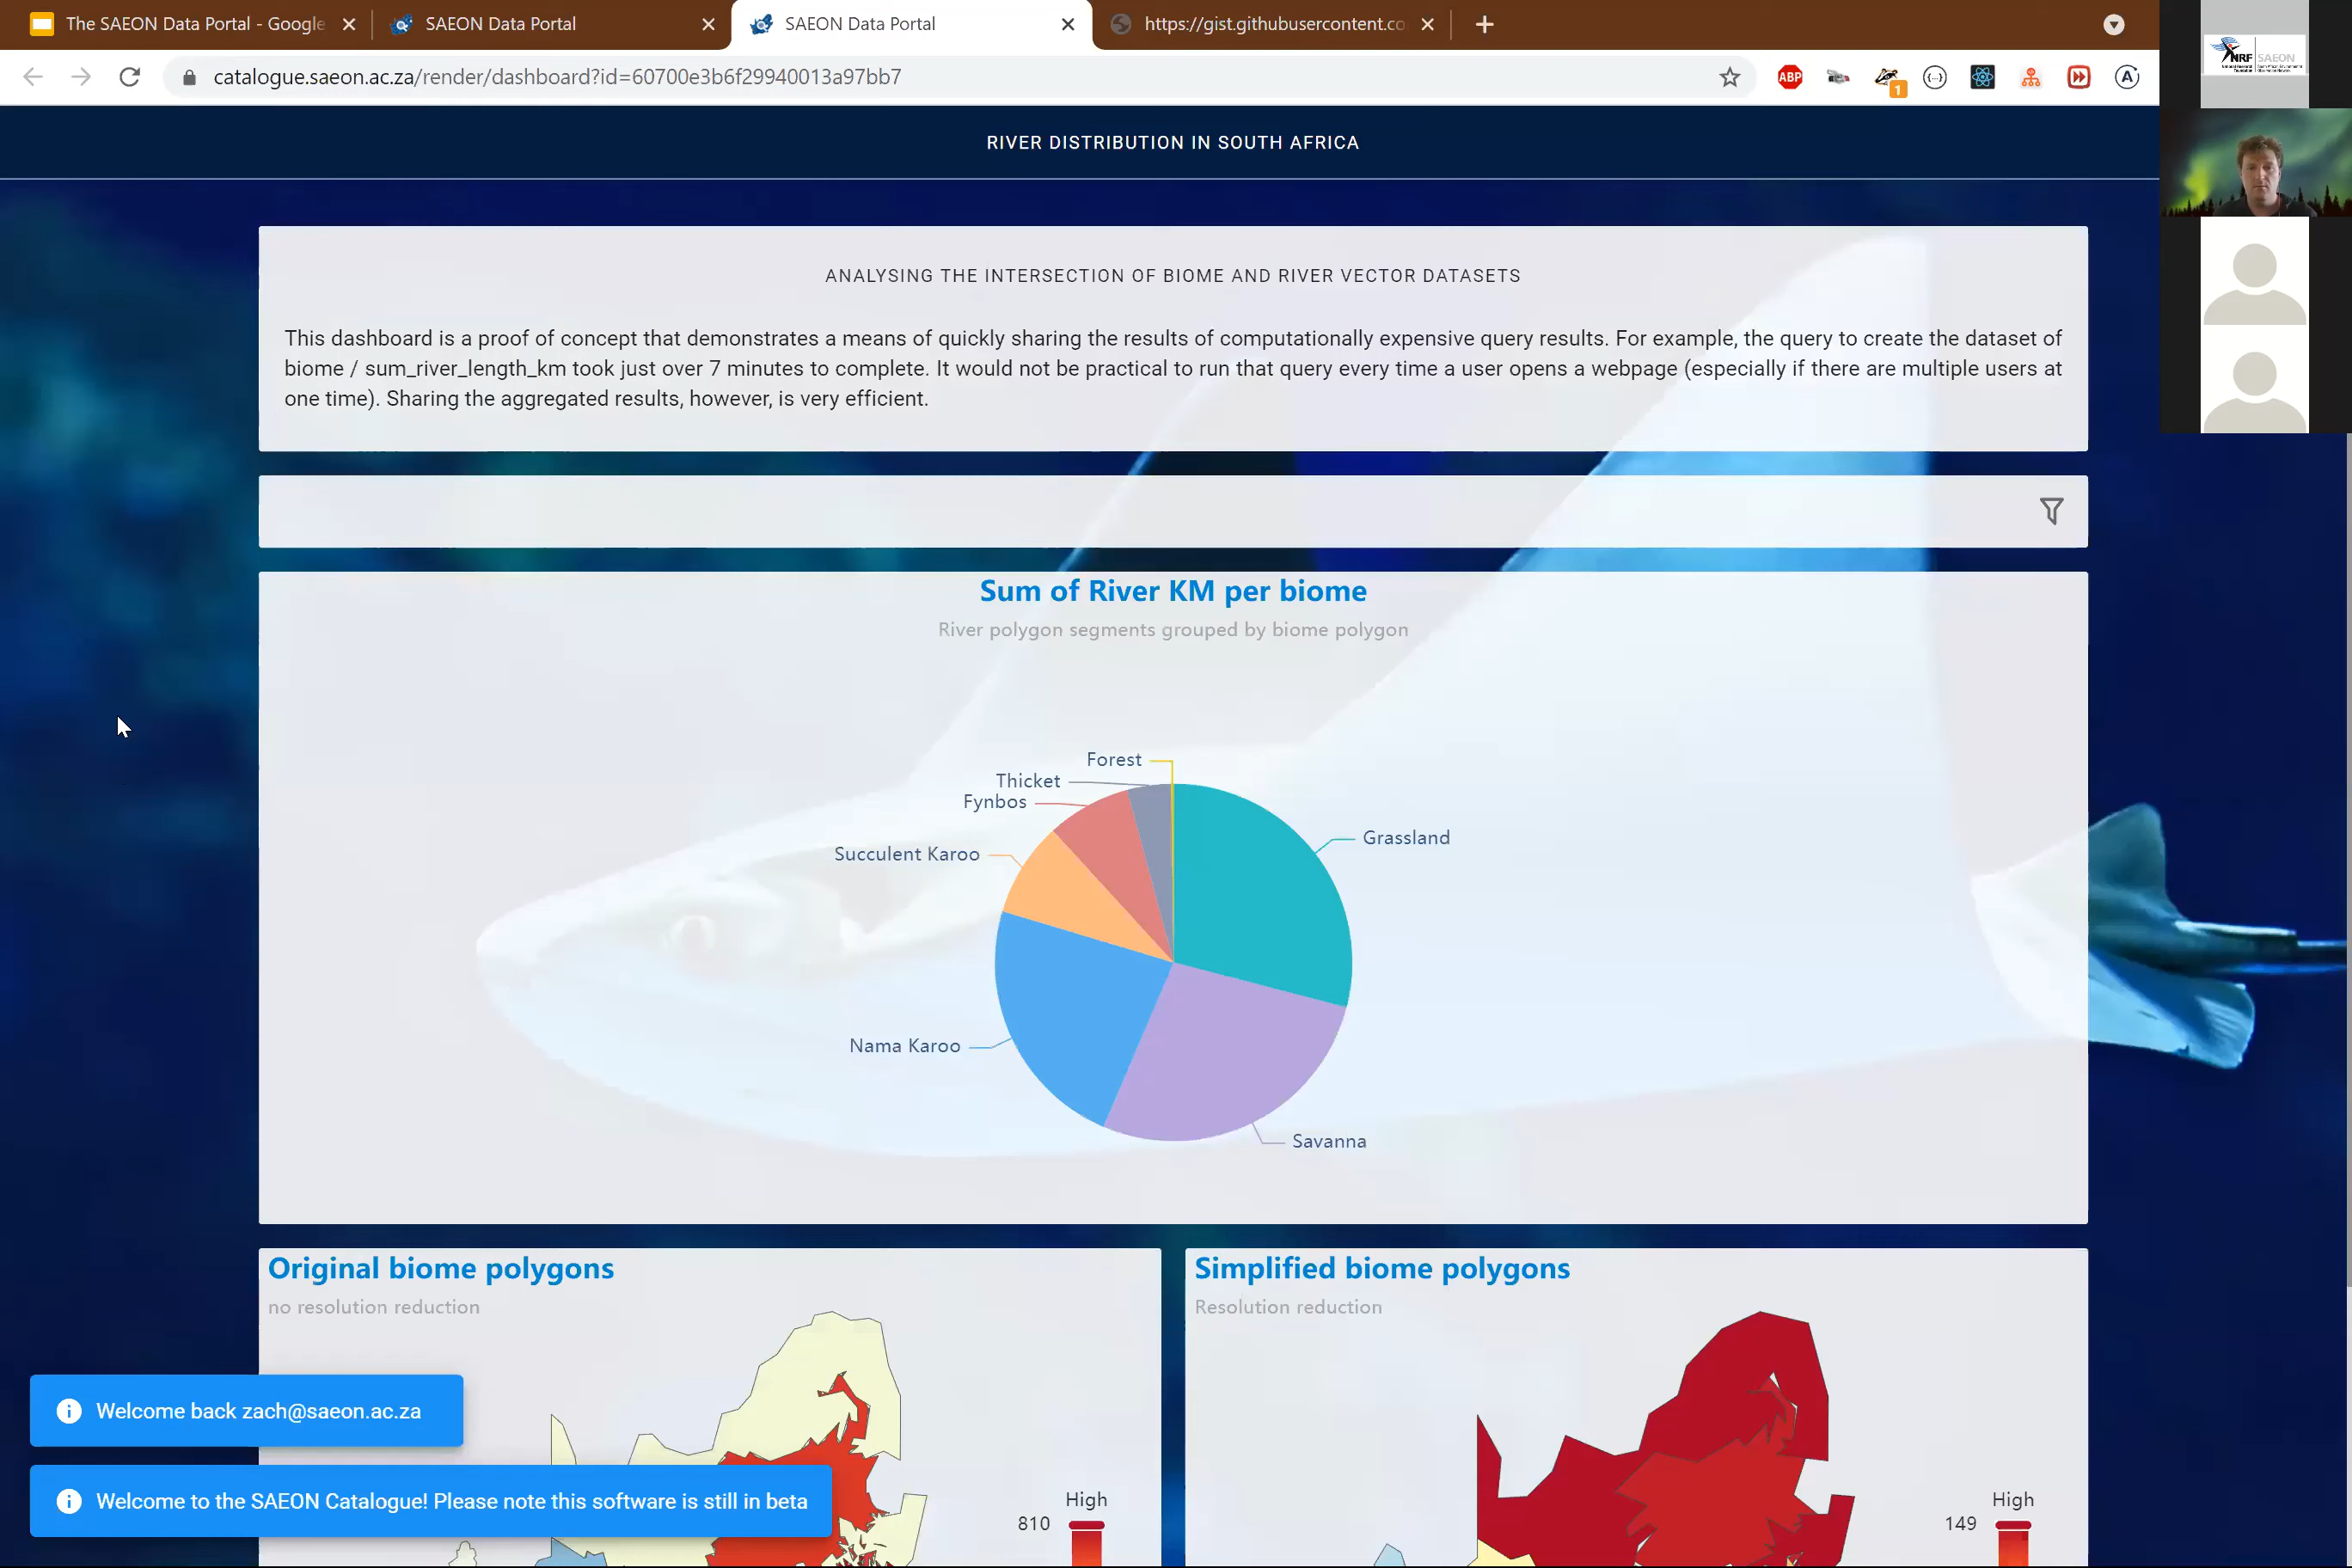 The SAEON Data Portal - Google
SAEON Data Portal
SAEON Data Portal
https://gist.githubusercontent.co
catalogue.saeon.ac.za/render/dashboard?id=60700e3b6f29940013a97bb7
ABP
1
A
NRF SAEON
RIVER DISTRIBUTION IN SOUTH AFRICA
ANALYSING THE INTERSECTION OF BIOME AND RIVER VECTOR DATASETS
This dashboard is a proof of concept that demonstrates a means of quickly sharing the results of computationally expensive query results. For example, the query to create the dataset of
biome / sum_river_length_km took just over 7 minutes to complete. It would not be practical to run that query every time a user opens a webpage (especially if there are multiple users at
one time). Sharing the aggregated results, however, is very efficient.
Sum of River KM per biome
River polygon segments grouped by biome polygon
Forest
Thicket
Fynbos
Grassland
Succulent Karoo
Nama Karoo
Savanna
Original biome polygons
no resolution reduction
High
810
Simplified biome polygons
Resolution reduction
High
149
Welcome back zach@saeon.ac.za
Welcome to the SAEON Catalogue! Please note this software is still in beta